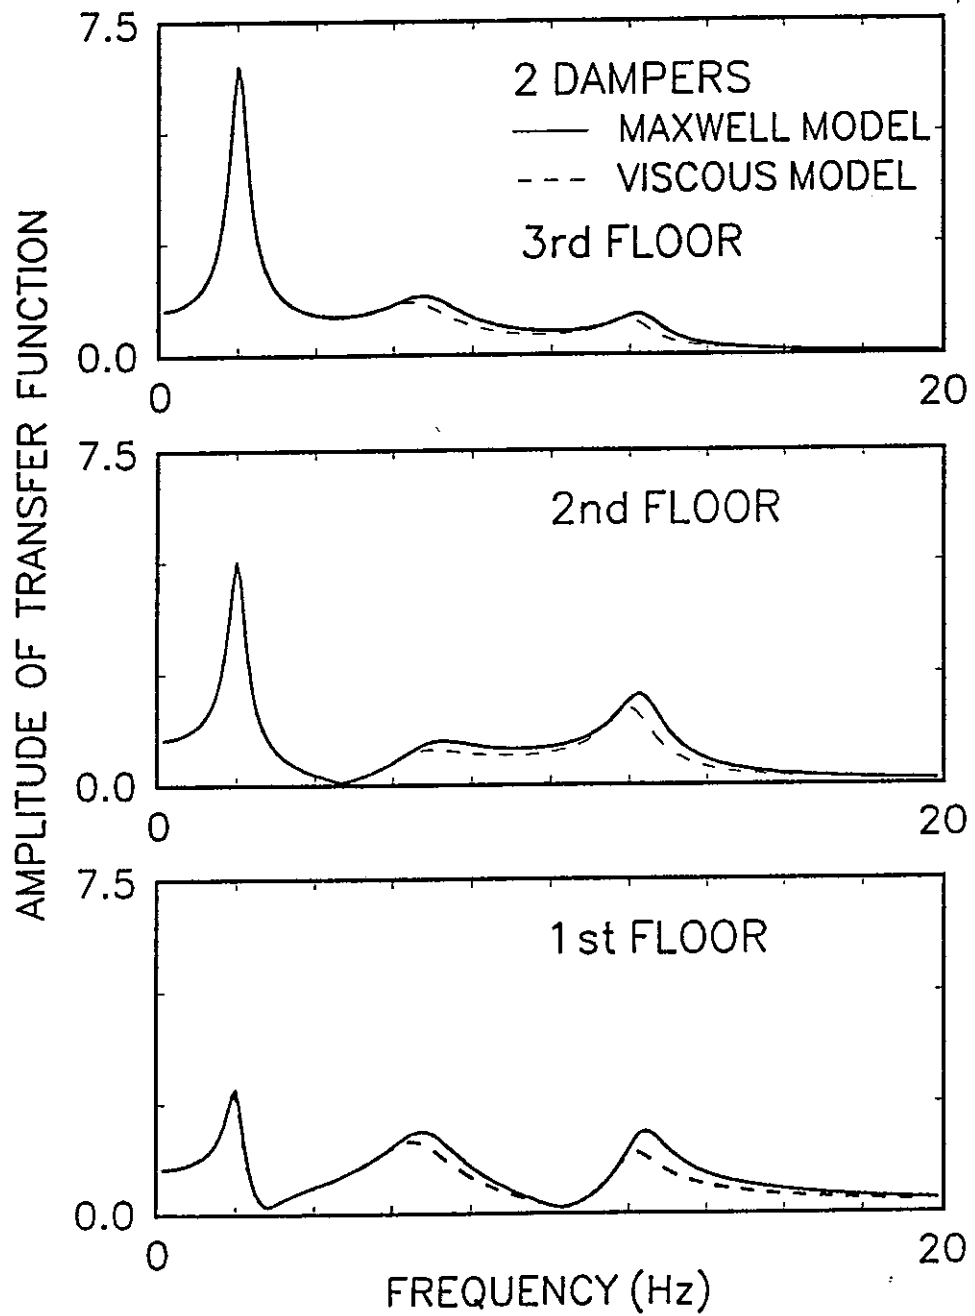 AMPLITUDE OF TRANSFER FUNCTION
7.5
2 DAMPERS
MAXWELL MODEL
VISCOUS MODEL
3rd FLOOR
0.0
0
20
7.5
2nd FLOOR
0.0
0
20
7.5
1st FLOOR
0.0
0
20
FREQUENCY (Hz)